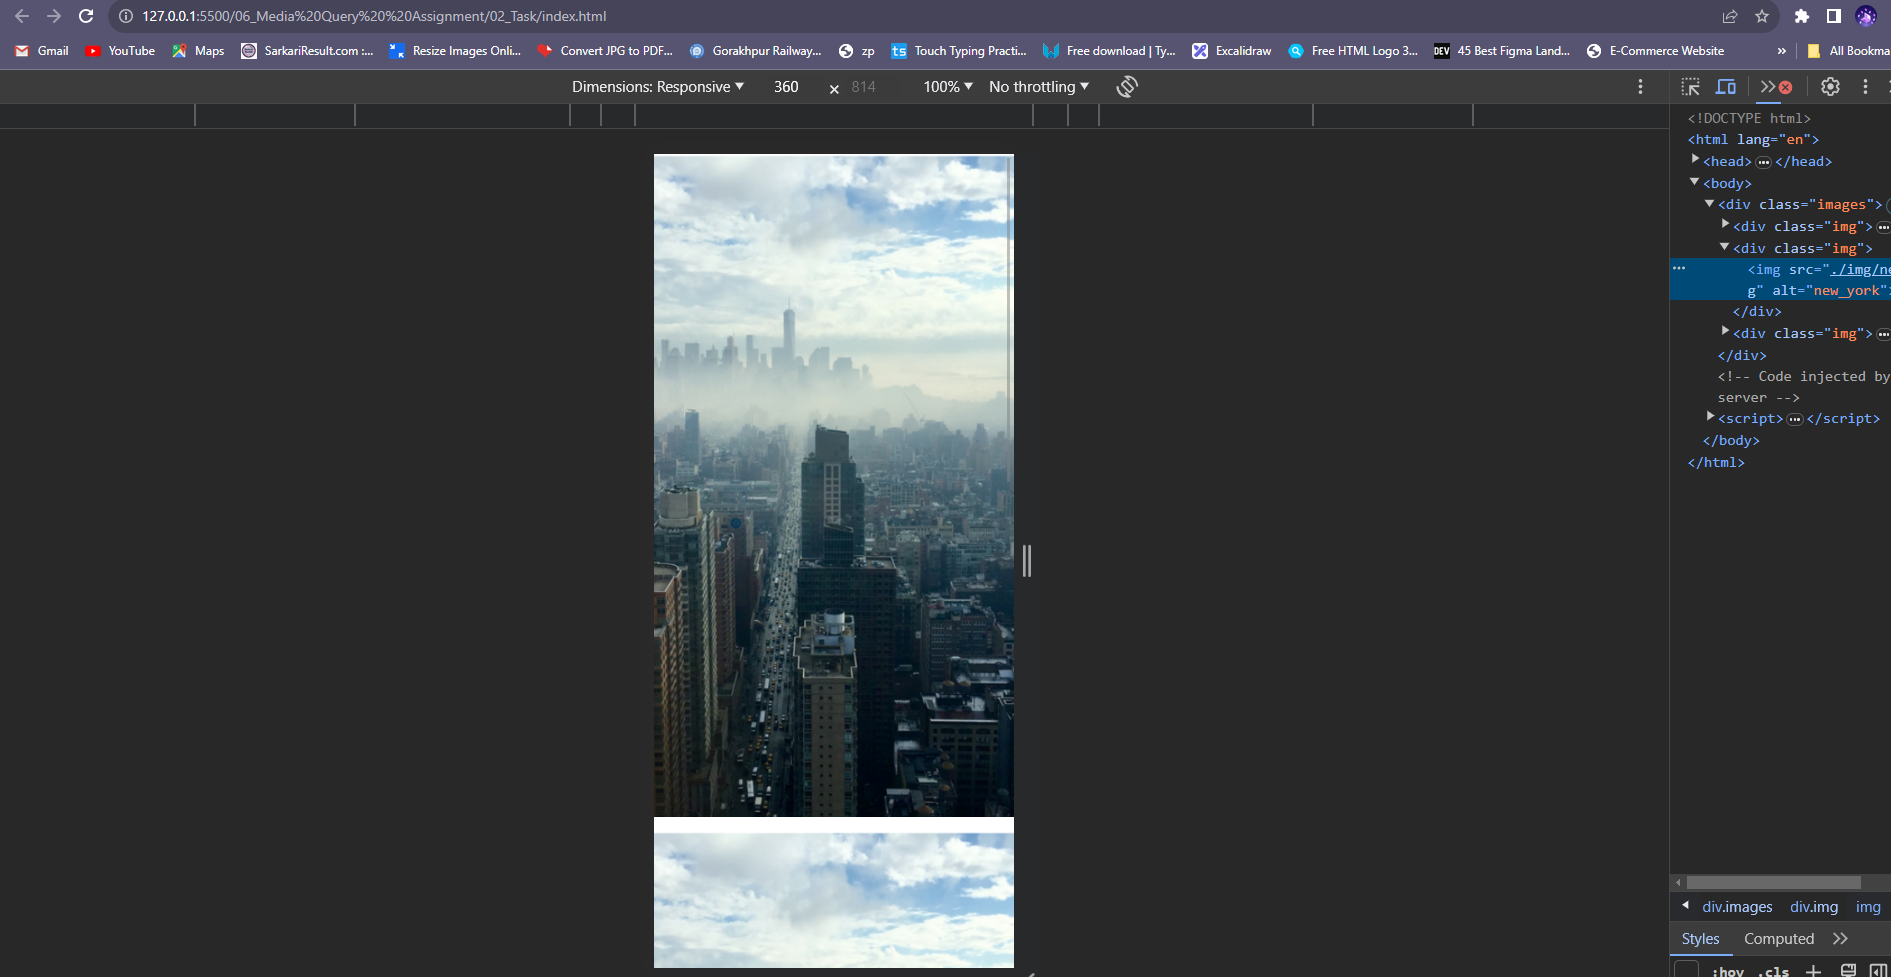 127.0.0.1:5500/06_Media%20Query%20%20Assignment/02_Task/index.html
Gmail YouTube Maps SarkariResult.com :... Resize Images Onli... Convert JPG to PDF... Gorakhpur Railway... zp ts Touch Typing Practi... Free download | Ty... Excalidraw Free HTML Logo 3... DEV 45 Best Figma Land... E-Commerce Website » All Bookma
Dimensions: Responsive 360 × 814 100% No throttling
<!DOCTYPE html>
<html lang="en">
<head> ... </head>
<body>
<div class="images">
<div class="img"> ...
<div class="img">
... <img src="./img/ne
g" alt="new_york">
</div>
<div class="img"> ...
</div>
<!-- Code injected by
server -->
<script> ... </script>
</body>
</html>
div.images div.img img
Styles Computed
:hov .cls +